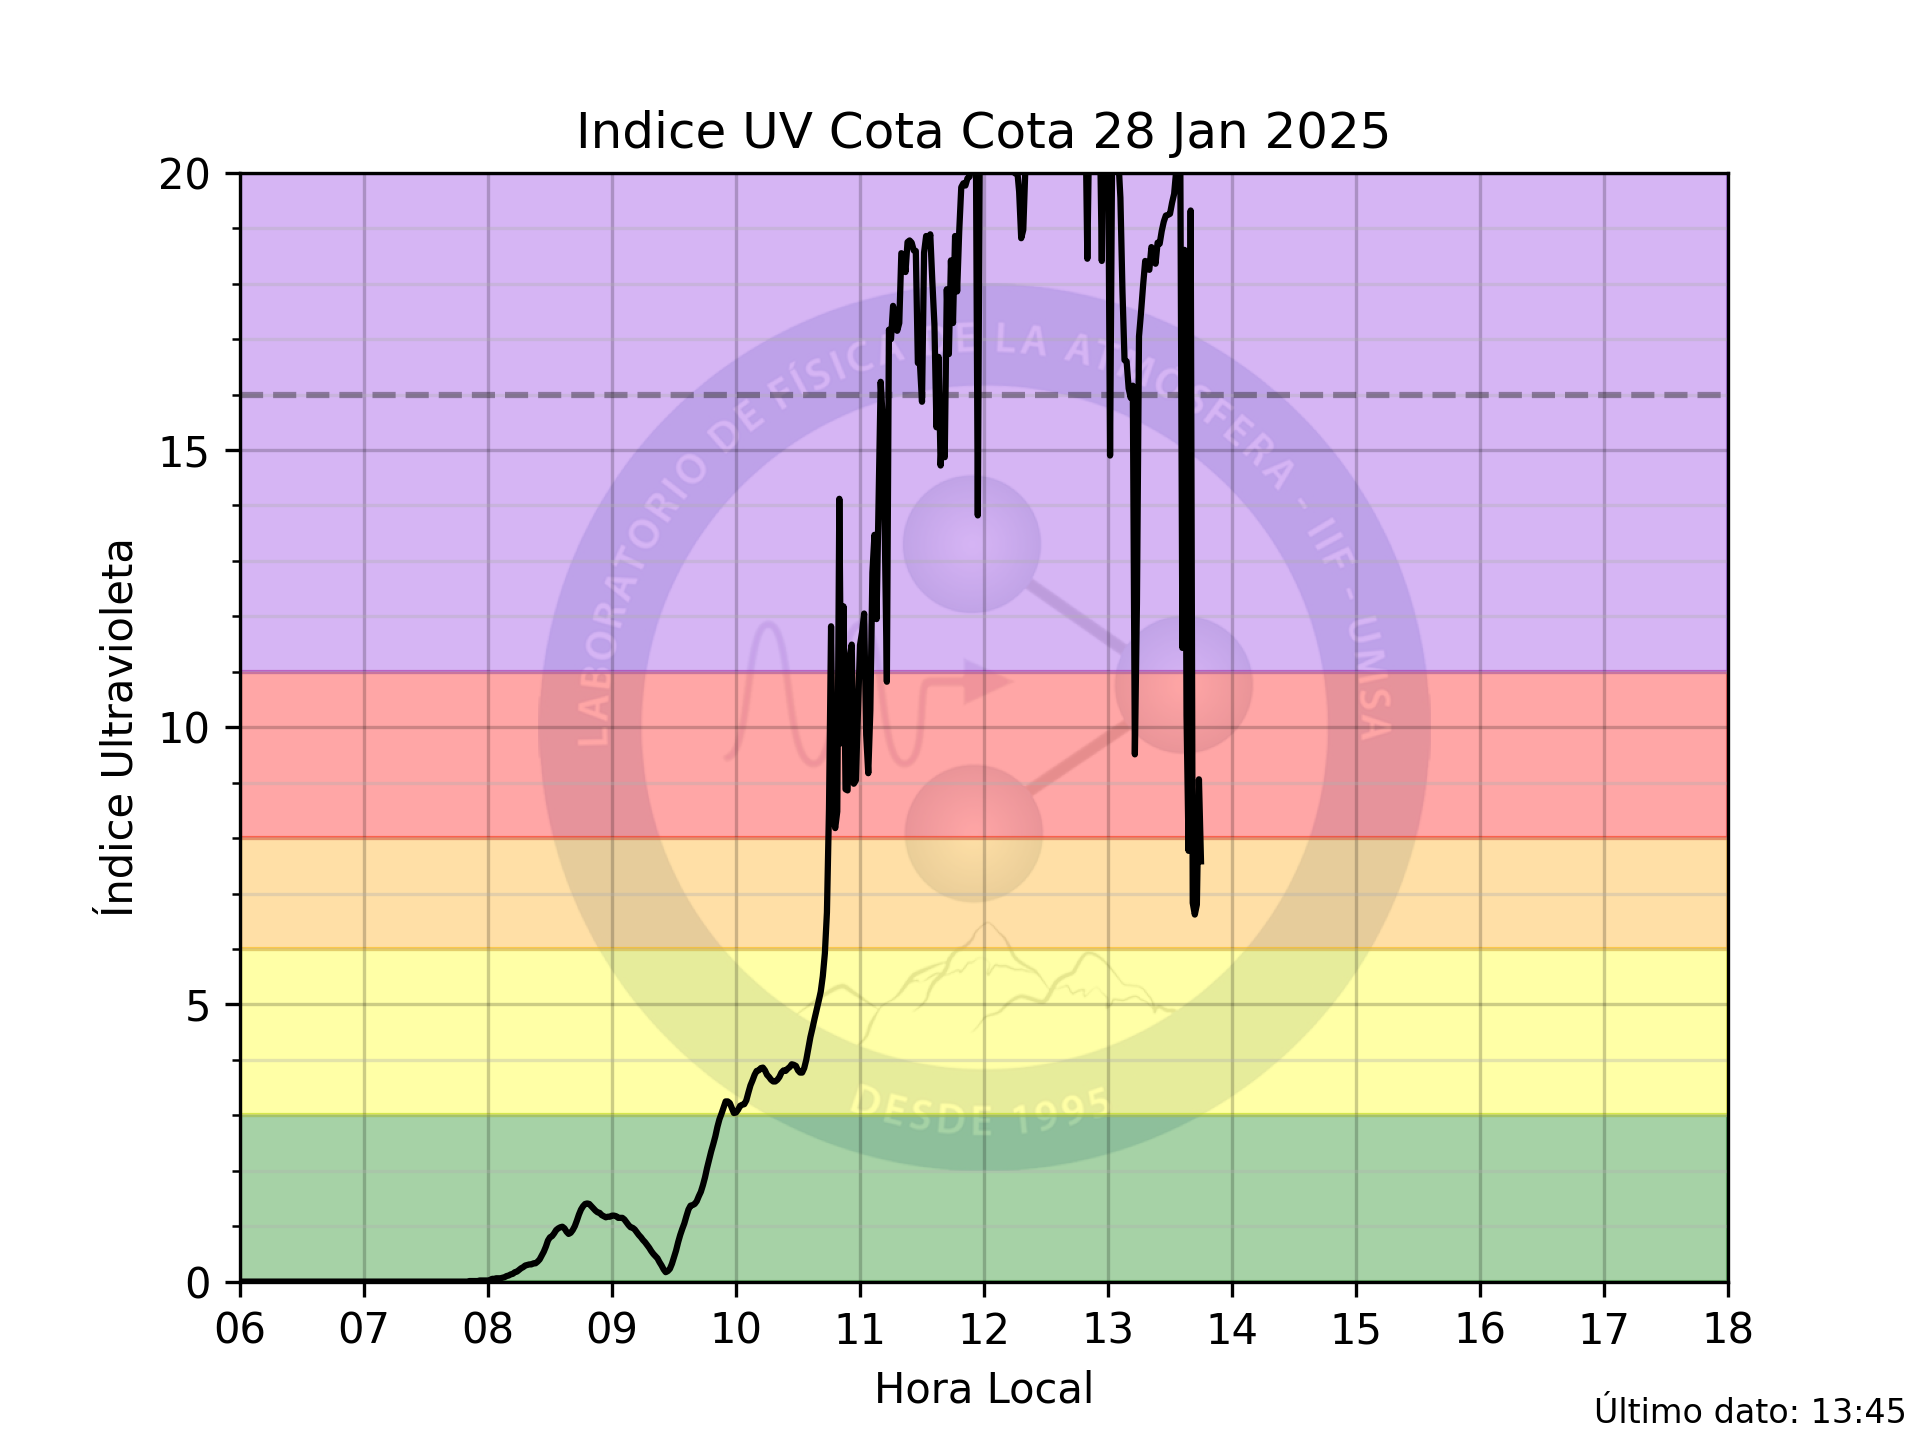 Indice UV Cota Cota 28 Jan 2025
20
15
10
5
0
Índice Ultravioleta
LABORATORIO DE FÍSICA DE LA ATMOSFERA - IIF - UMSA
DESDE 1995
06 07 08 09 10 11 12 13 14 15 16 17 18
Hora Local
Último dato: 13:45